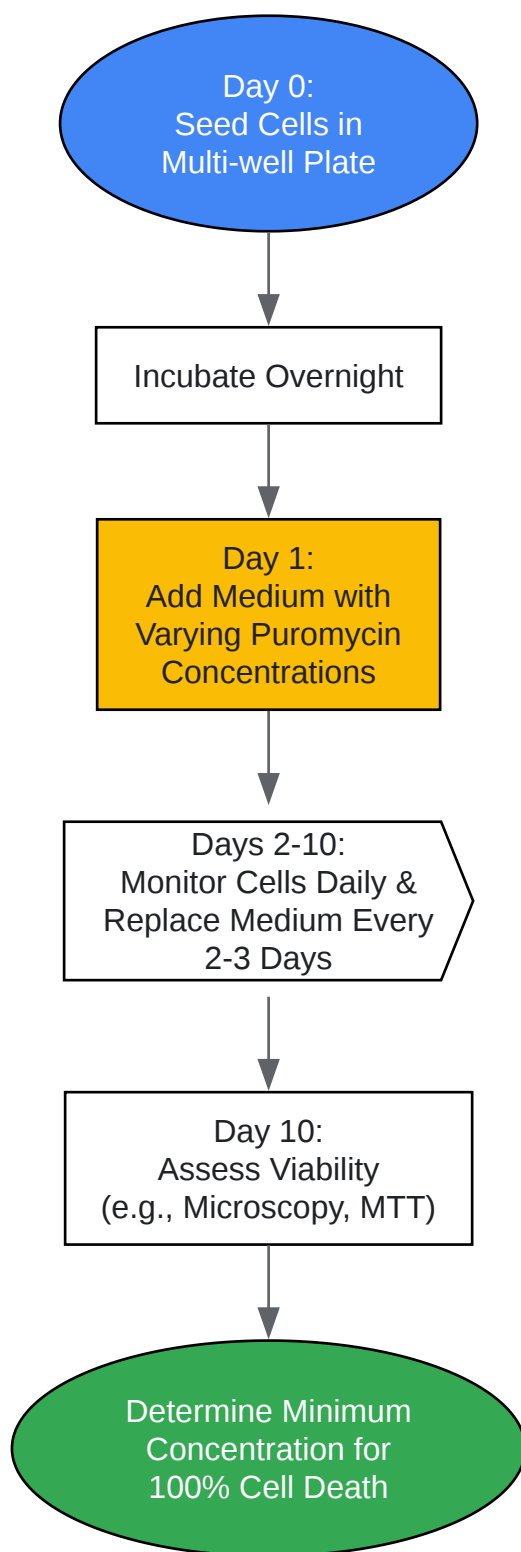 Day 0:
Seed Cells in
Multi-well Plate
Incubate Overnight
Day 1:
Add Medium with
Varying Puromycin
Concentrations
Days 2-10:
Monitor Cells Daily &
Replace Medium Every
2-3 Days
Day 10:
Assess Viability
(e.g., Microscopy, MTT)
Determine Minimum
Concentration for
100% Cell Death